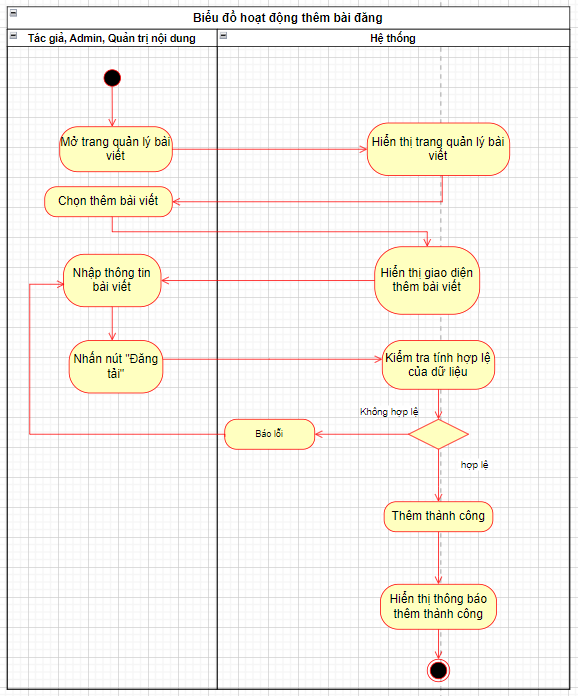 Biểu đồ hoạt động thêm bài đăng
Tác giả, Admin, Quản trị nội dung
Hệ thống
Mở trang quản lý bài
viết
Hiển thị trang quản lý bài
viết
Chọn thêm bài viết
Hiển thị giao diện
thêm bài viết
Nhập thông tin
bài viết
Nhấn nút "Đăng
tải"
Kiểm tra tính hợp lệ
của dữ liệu
Không hợp lệ
Báo lỗi
hợp lệ
Thêm thành công
Hiển thị thông báo
thêm thành công